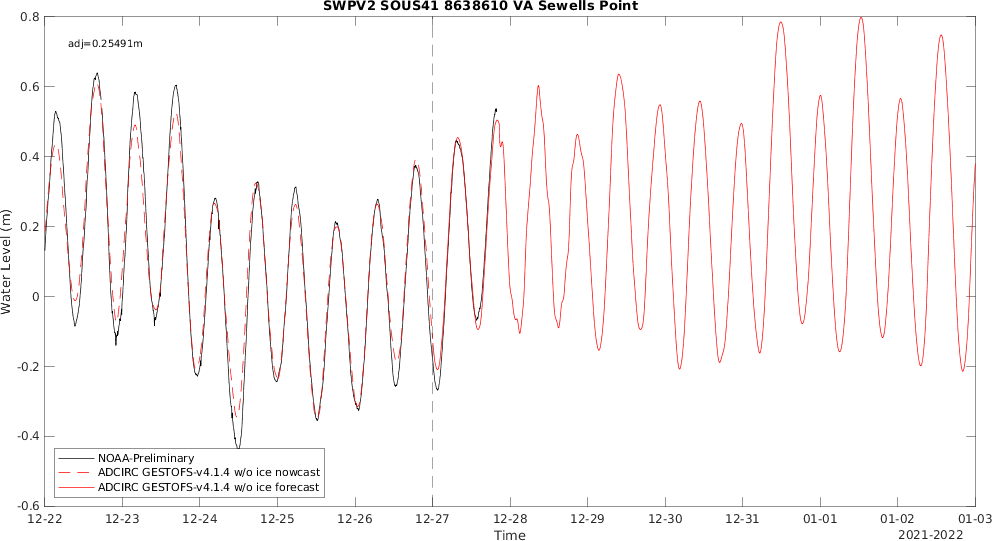 SWPV2 SOUS41 8638610 VA Sewells Point
adj=0.25491m
0.8
0.6
0.4
0.2
0
-0.2
-0.4
-0.6
Water Level (m)
NOAA-Preliminary
ADCIRC GESTOFS-v4.1.4 w/o ice nowcast
ADCIRC GESTOFS-v4.1.4 w/o ice forecast
12-22 12-23 12-24 12-25 12-26 12-27 12-28 12-29 12-30 12-31 01-01 01-02 01-03
Time
2021-2022